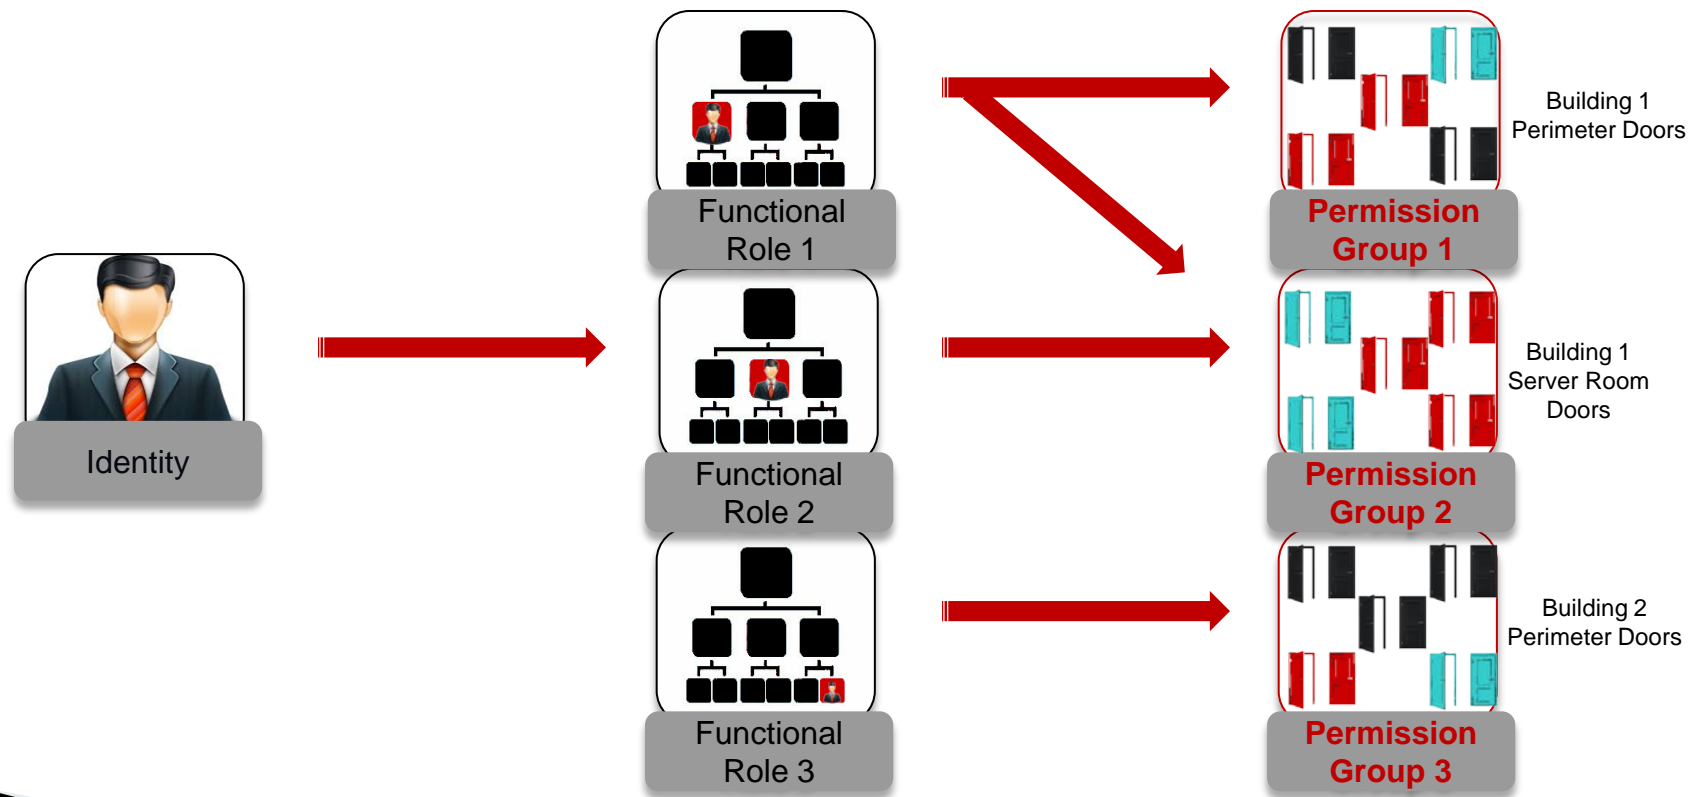 Functional
Role 1
Permission
Group 1
Building 1
Perimeter Doors
Identity
Functional
Role 2
Permission
Group 2
Building 1
Server Room
Doors
Functional
Role 3
Permission
Group 3
Building 2
Perimeter Doors